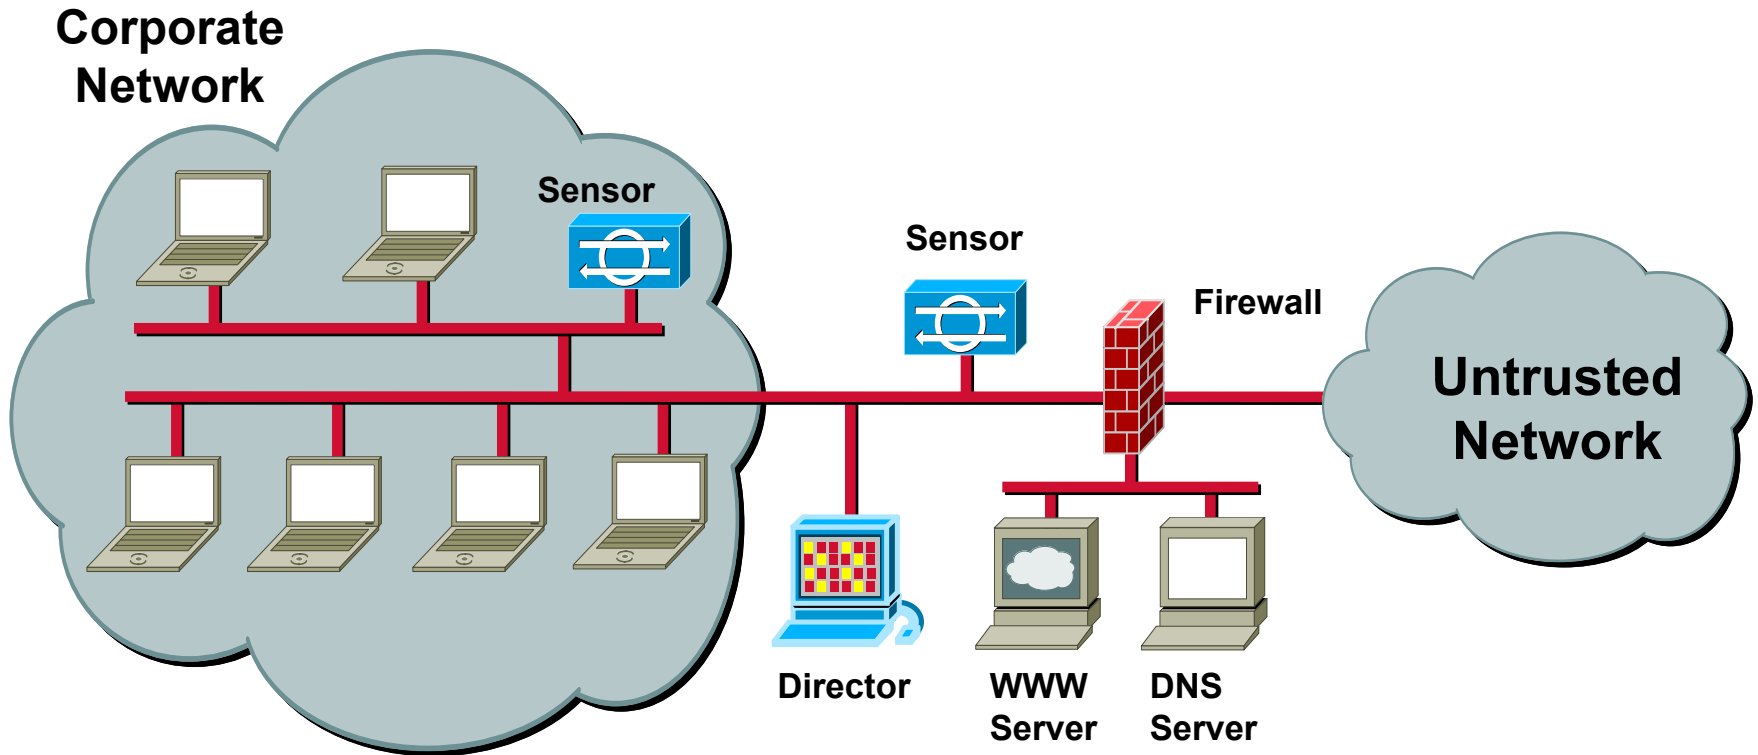 Corporate
Network
Sensor
Sensor
Firewall
Untrusted
Network
Director
WWW
Server
DNS
Server